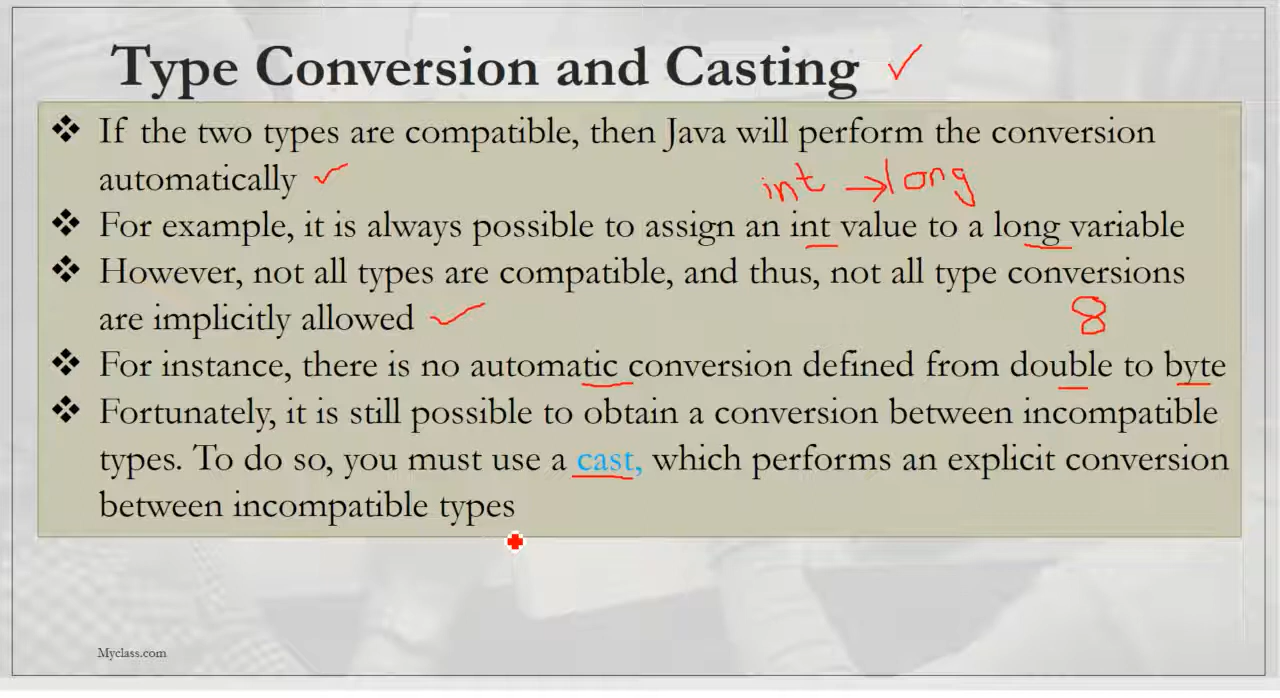 Type Conversion and Casting
❖ If the two types are compatible, then Java will perform the conversion
automatically
int → long
❖ For example, it is always possible to assign an int value to a long variable
❖ However, not all types are compatible, and thus, not all type conversions
are implicitly allowed
8
❖ For instance, there is no automatic conversion defined from double to byte
❖ Fortunately, it is still possible to obtain a conversion between incompatible
types. To do so, you must use a cast, which performs an explicit conversion
between incompatible types
Myclass.com